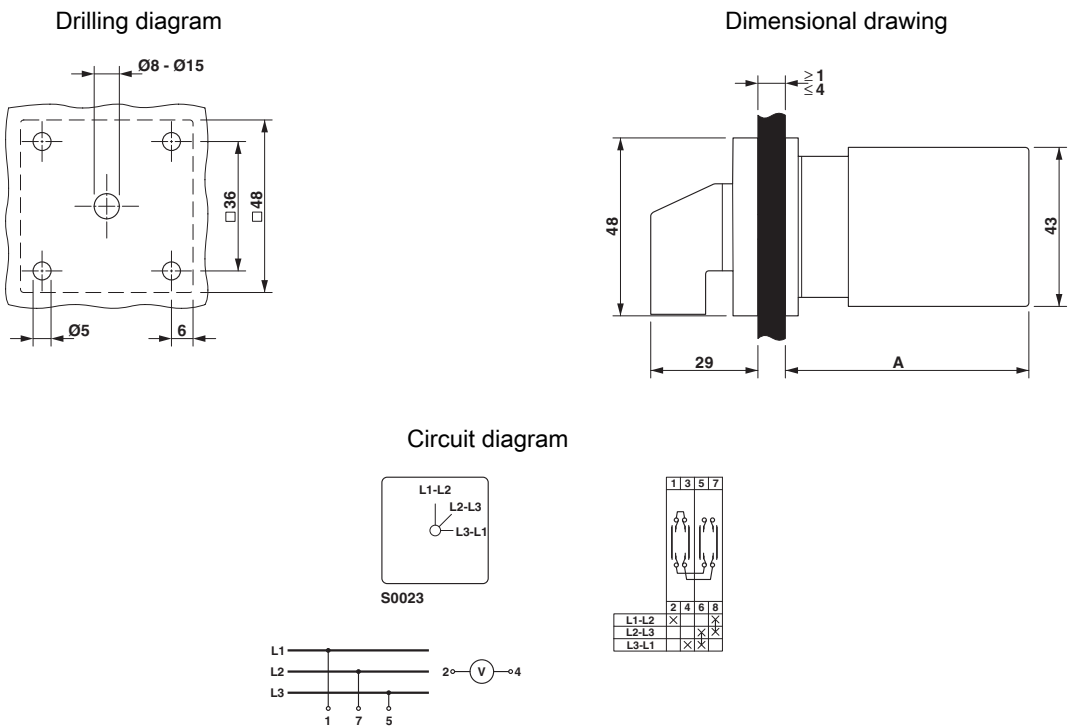 Drilling diagram
Dimensional drawing
Ø8 - Ø15
□36
□48
Ø5
6
≥1
≤4
48
43
29
A
Circuit diagram
L1-L2
L2-L3
L3-L1
S0023
1 3 5 7
2 4 6 8
L1-L2 × ×
L2-L3 × ×
L3-L1 × ×
L1
L2
L3
1 7 5
2 V 4